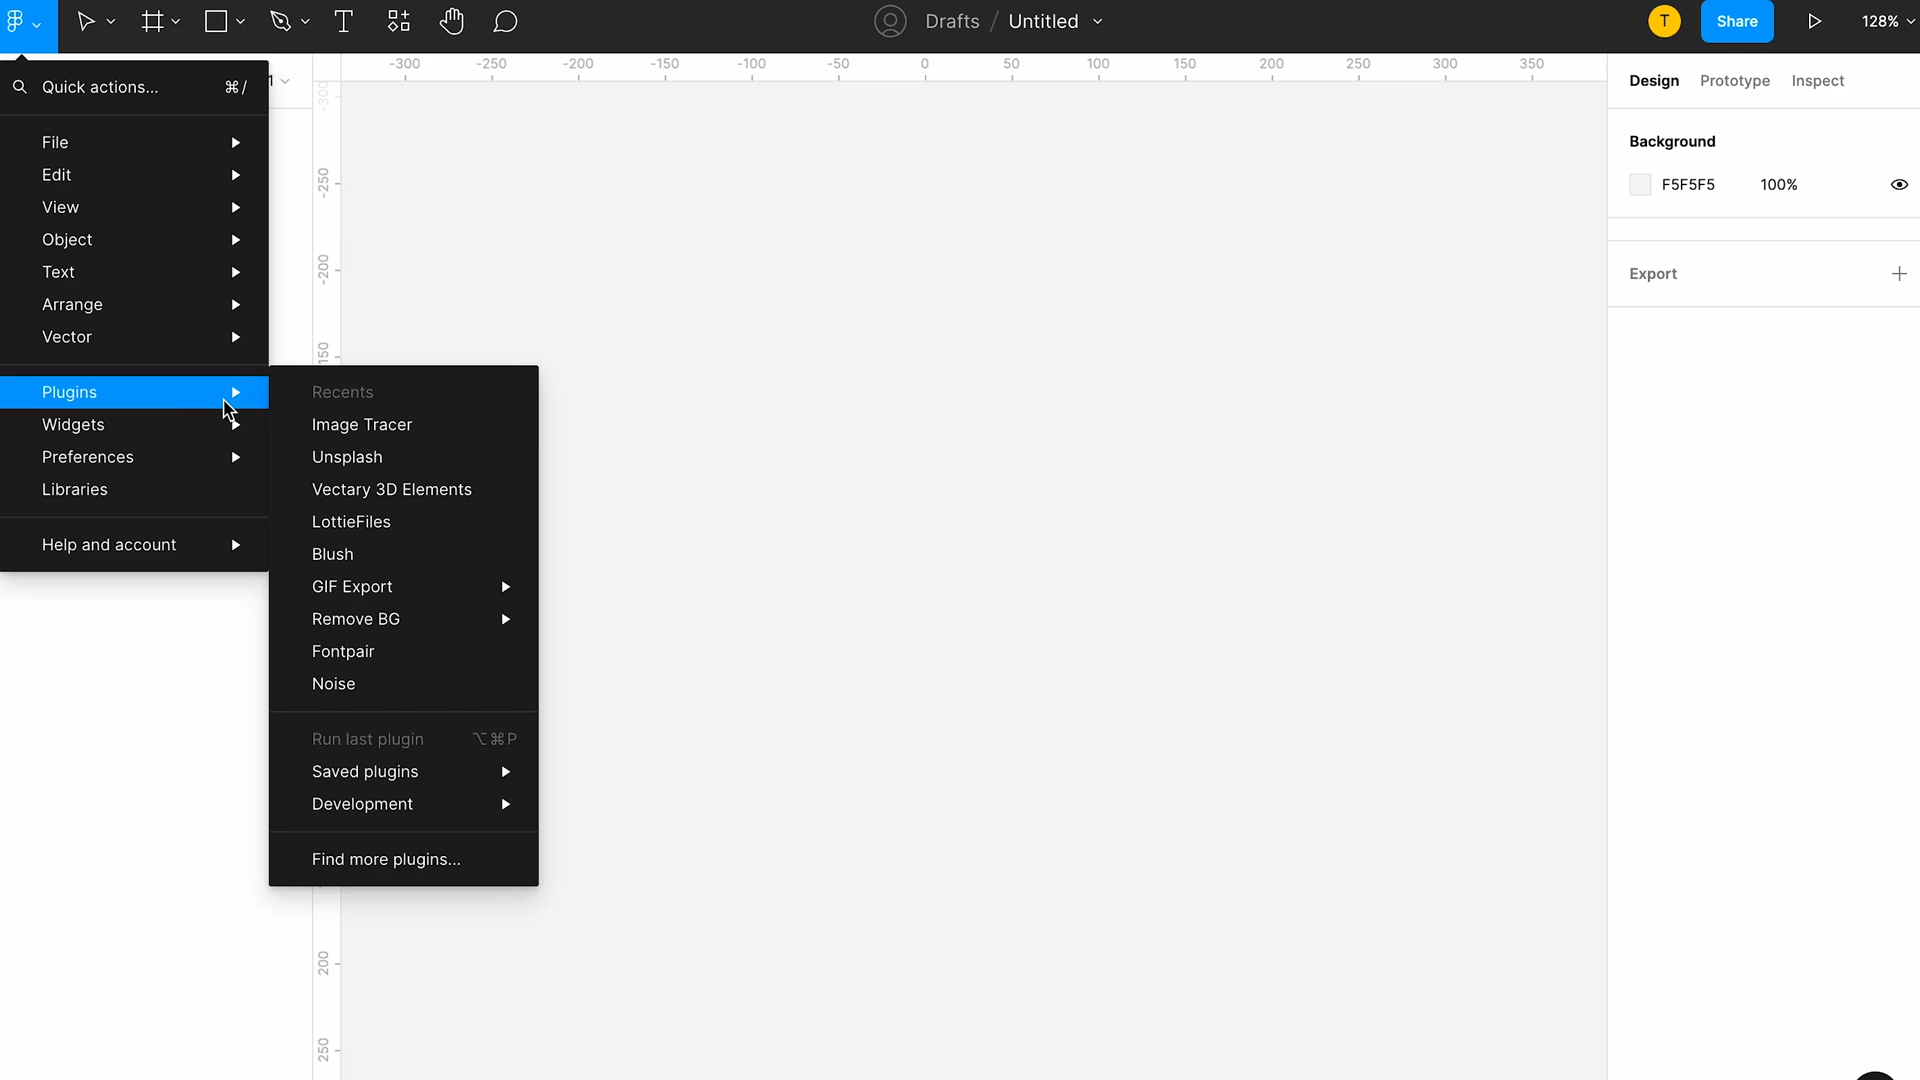 Drafts / Untitled
T
Share
128%
Quick actions... ⌘/
File
Edit
View
Object
Text
Arrange
Vector
Plugins
Widgets
Preferences
Libraries
Help and account
Recents
Image Tracer
Unsplash
Vectary 3D Elements
LottieFiles
Blush
GIF Export
Remove BG
Fontpair
Noise
Run last plugin ⌥⌘P
Saved plugins
Development
Find more plugins...
-300 -250 -200 -150 -100 -50 0 50 100 150 200 250 300 350
-300
-250
-200
150
200
250
Design Prototype Inspect
Background
F5F5F5 100%
Export